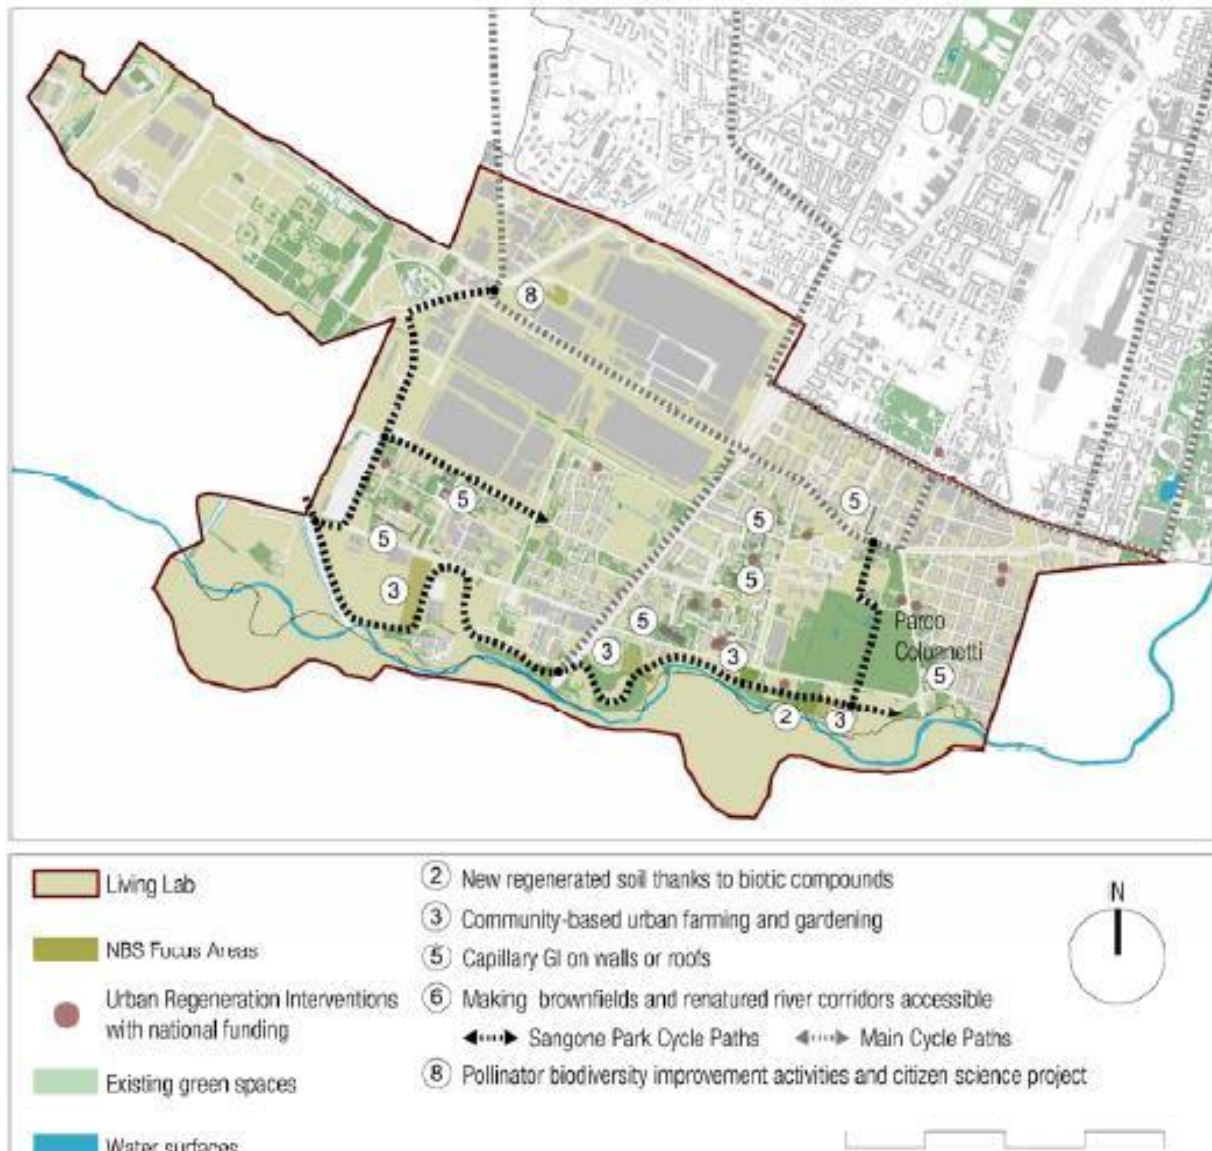 8
5
5
5
5
3
5
5
Parco
Colonnetti
3
3
5
2
3
Living Lab
NBS Focus Areas
Urban Regeneration Interventions
with national funding
Existing green spaces
Water surfaces
2 New regenerated soil thanks to biotic compounds
3 Community-based urban farming and gardening
5 Capillary GI on walls or roofs
6 Making brownfields and renatured river corridors accessible
Sangone Park Cycle Paths Main Cycle Paths
8 Pollinator biodiversity improvement activities and citizen science project
N